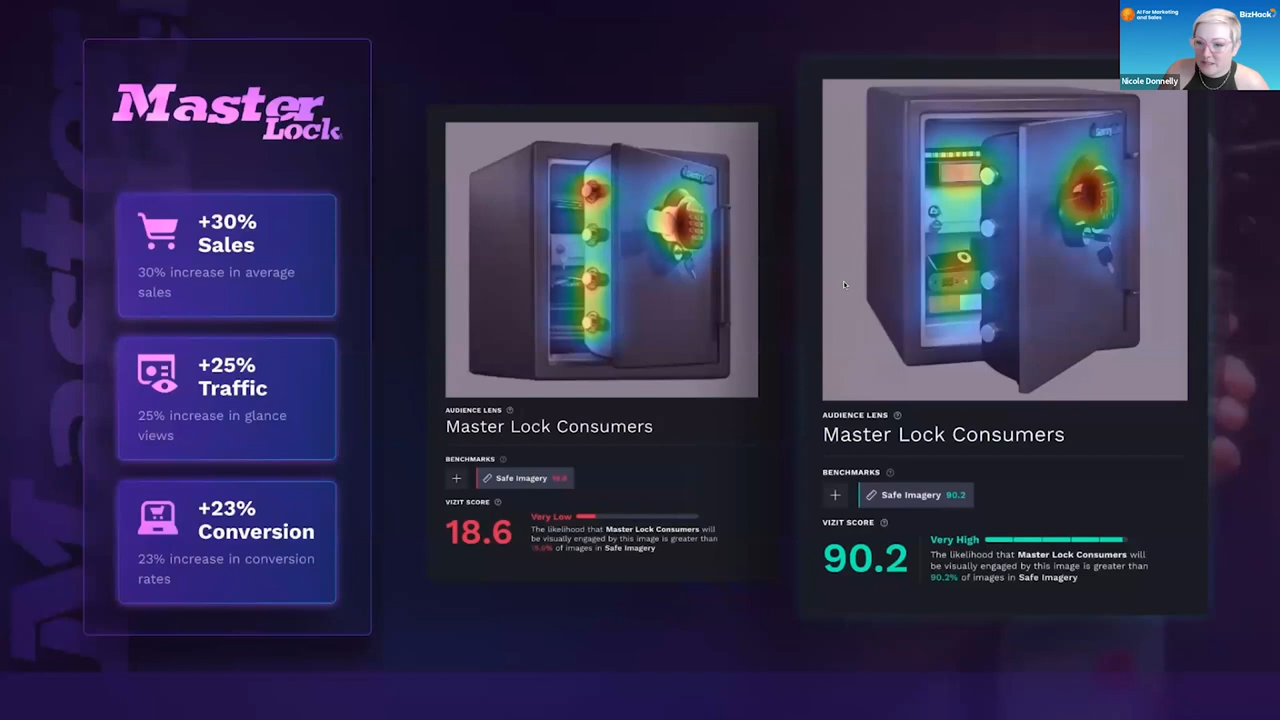 AI For Marketing
and Sales
BizHack
Nicole Donnelly
Master
Lock
+30%
Sales
30% increase in average
sales
+25%
Traffic
25% increase in glance
views
+23%
Conversion
23% increase in conversion
rates
AUDIENCE LENS
Master Lock Consumers
BENCHMARKS
+ Safe Imagery 18.6
VIZIT SCORE
18.6
Very Low
The likelihood that Master Lock Consumers will
be visually engaged by this image is greater than
18.6% of images in Safe Imagery
AUDIENCE LENS
Master Lock Consumers
BENCHMARKS
+ Safe Imagery 90.2
VIZIT SCORE
90.2
Very High
The likelihood that Master Lock Consumers will
be visually engaged by this image is greater than
90.2% of images in Safe Imagery